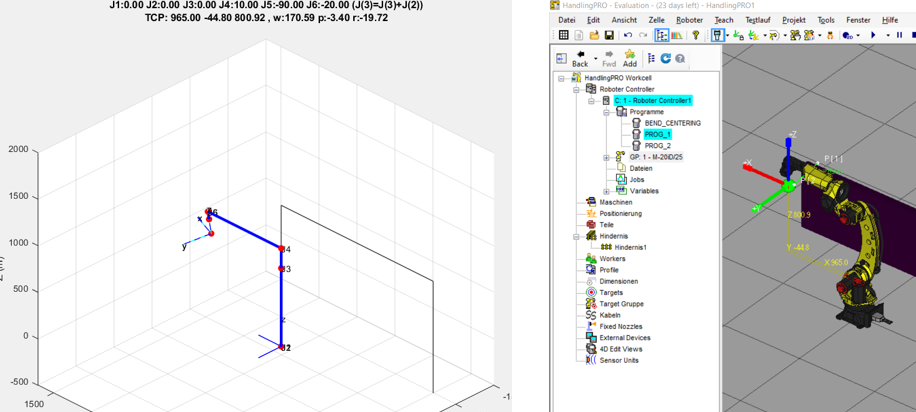 J1:0.00 J2:0.00 J3:0.00 J4:10.00 J5:-90.00 J6:-20.00 (J(3)=J(3)+J(2))
TCP: 965.00 -44.80 800.92 , w:170.59 p:-3.40 r:-19.72
2000
1500
1000
500
0
-500
1500
x
y
J4
J3
z
HandlingPRO - Evaluation - (23 days left) - HandlingPRO1
Datei Edit Ansicht Zelle Roboter Teach Testlauf Projekt Tools Fenster Hilfe
Back Fwd Add
HandlingPRO Workcell
Roboter Controller
C: 1 - Roboter Controller1
Programme
BEND_CENTERING
PROG_1
PROG_2
GP: 1 - M-20iD/25
Dateien
Jobs
Variables
Maschinen
Positionierung
Teile
Hindernis
Hindernis1
Workers
Profile
Dimensionen
Targets
Target Gruppe
Kabeln
Fixed Nozzles
External Devices
4D Edit Views
Sensor Units
+Z
+X
P[1]
+Y
Z 800.9
Y -44.8
X 965.0